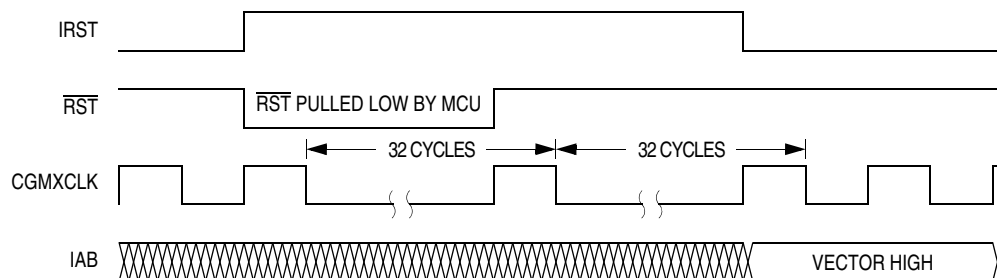 IRST
RST
RST PULLED LOW BY MCU
32 CYCLES
32 CYCLES
CGMXCLK
IAB
VECTOR HIGH